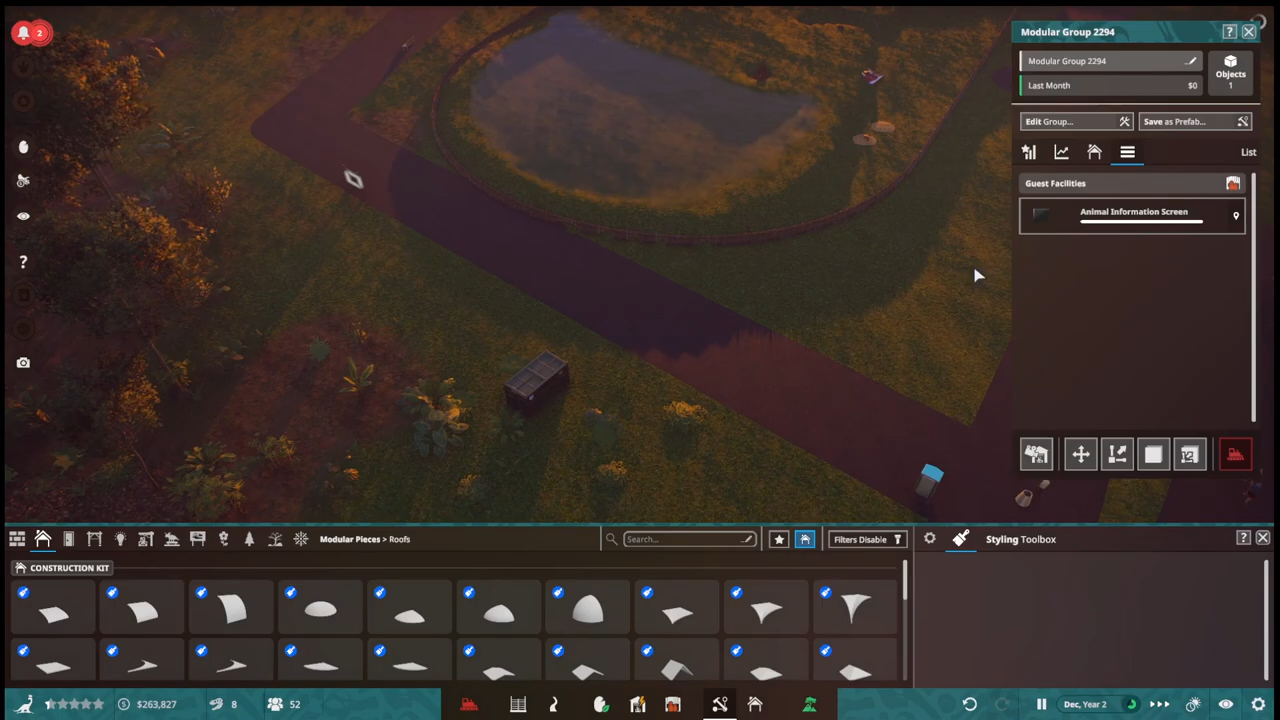 2
Modular Group 2294
?
Modular Group 2294
Last Month $0
Objects
1
Edit Group...
Save as Prefab...
List
Guest Facilities
Animal Information Screen
?
Modular Pieces > Roofs
Search...
Filters Disable
Styling Toolbox
?
CONSTRUCTION KIT
$263,827
8
52
Dec, Year 2